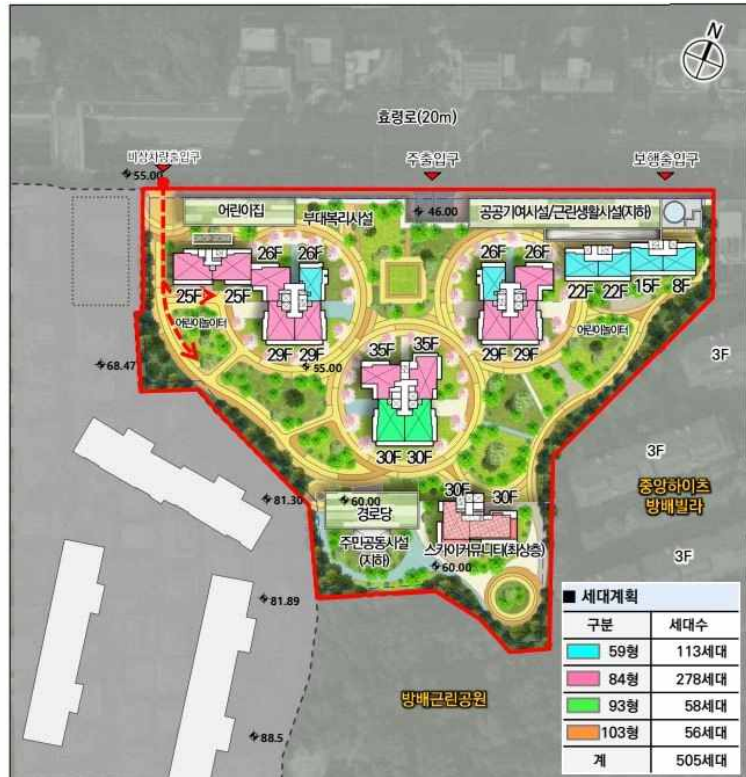 N
효령로(20m)
비상차량출입구
주출입구
보행출입구
55.00
어린이집
부대복리시설
46.00
공공기여시설/근린생활시설(지하)
26F
26F
26F
26F
25F
25F
22F
22F
15F
8F
어린이놀이터
어린이놀이터
29F
29F
29F
29F
55.00
35F
35F
68.47
3F
30F
30F
3F
30F
30F
81.30
60.00
경로당
중앙하이츠
방배빌라
주민공동시설
(지하)
스카이커뮤니티(최상층)
60.00
3F
81.89
방배근린공원
88.5
■ 세대계획
구분 세대수
59형 113세대
84형 278세대
93형 58세대
103형 56세대
계 505세대